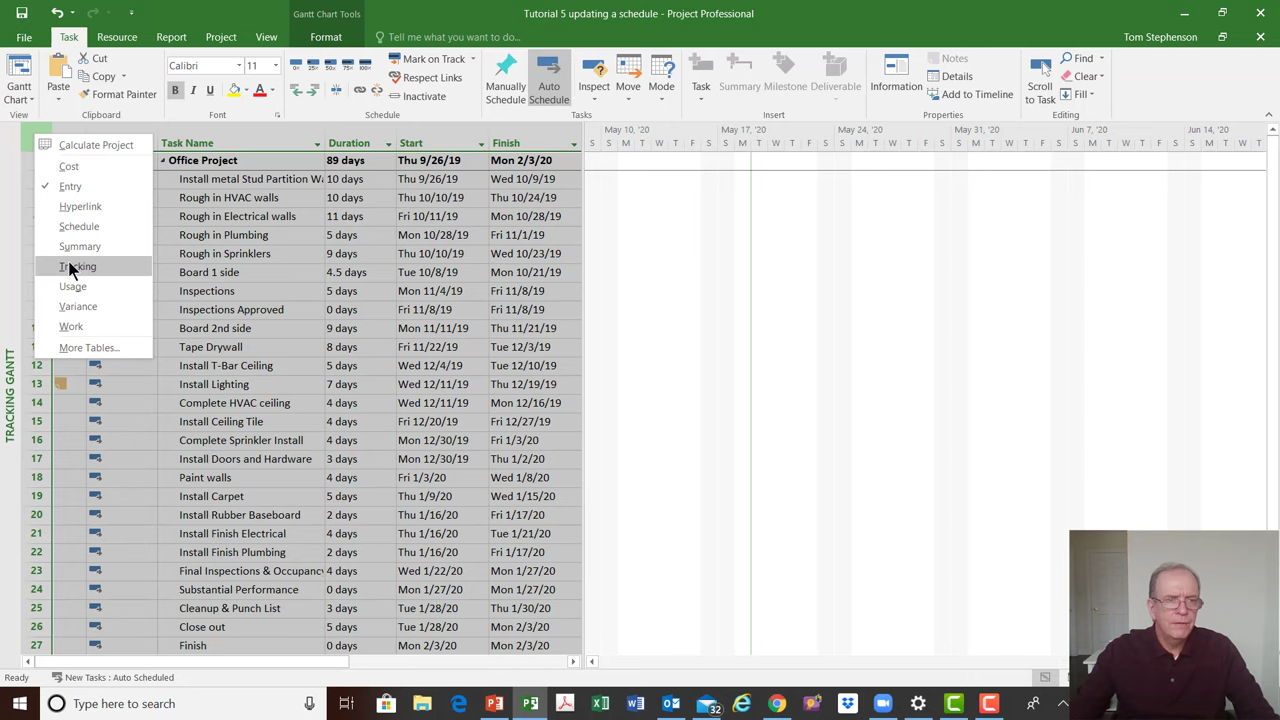 Gantt Chart Tools
Tutorial 5 updating a schedule - Project Professional
File Task Resource Report Project View Format Tell me what you want to do... Tom Stephenson
Gantt Chart
View
Paste
Cut
Copy
Format Painter
Clipboard
Calibri 11
B I U A
Font
0% 25% 50% 75% 100%
Mark on Track
Respect Links
Inactivate
Schedule
Manually Schedule
Auto Schedule
Inspect
Move
Mode
Tasks
Task
Summary
Milestone
Deliverable
Insert
Information
Notes
Details
Add to Timeline
Properties
Scroll to Task
Find
Clear
Fill
Editing
Calculate Project
Cost
Entry
Hyperlink
Schedule
Summary
Tracking
Usage
Variance
Work
More Tables...
TRACKING GANTT
Task Name Duration Start Finish
Office Project 89 days Thu 9/26/19 Mon 2/3/20
Install metal Stud Partition Wa 10 days Thu 9/26/19 Wed 10/9/19
Rough in HVAC walls 10 days Thu 10/10/19 Thu 10/24/19
Rough in Electrical walls 11 days Fri 10/11/19 Mon 10/28/19
Rough in Plumbing 5 days Mon 10/28/19 Fri 11/1/19
Rough in Sprinklers 9 days Thu 10/10/19 Wed 10/23/19
Board 1 side 4.5 days Tue 10/8/19 Mon 10/21/19
Inspections 5 days Mon 11/4/19 Fri 11/8/19
Inspections Approved 0 days Fri 11/8/19 Fri 11/8/19
Board 2nd side 9 days Mon 11/11/19 Thu 11/21/19
Tape Drywall 8 days Fri 11/22/19 Tue 12/3/19
12 Install T-Bar Ceiling 5 days Wed 12/4/19 Tue 12/10/19
13 Install Lighting 7 days Wed 12/11/19 Thu 12/19/19
14 Complete HVAC ceiling 4 days Wed 12/11/19 Mon 12/16/19
15 Install Ceiling Tile 4 days Fri 12/20/19 Fri 12/27/19
16 Complete Sprinkler Install 4 days Mon 12/30/19 Fri 1/3/20
17 Install Doors and Hardware 3 days Mon 12/30/19 Thu 1/2/20
18 Paint walls 4 days Fri 1/3/20 Wed 1/8/20
19 Install Carpet 5 days Thu 1/9/20 Wed 1/15/20
20 Install Rubber Baseboard 2 days Thu 1/16/20 Fri 1/17/20
21 Install Finish Electrical 4 days Thu 1/16/20 Tue 1/21/20
22 Install Finish Plumbing 2 days Thu 1/16/20 Fri 1/17/20
23 Final Inspections & Occupancy 4 days Wed 1/22/20 Mon 1/27/20
24 Substantial Performance 0 days Mon 1/27/20 Mon 1/27/20
25 Cleanup & Punch List 3 days Tue 1/28/20 Thu 1/30/20
26 Close out 5 days Tue 1/28/20 Mon 2/3/20
27 Finish 0 days Mon 2/3/20 Mon 2/3/20
May 10, '20 May 17, '20 May 24, '20 May 31, '20 Jun 7, '20 Jun 14, '20
S S M T W T F S S M T W T F S S M T W T F S S M T W T F S S M T W T F S S M T W T
Ready New Tasks : Auto Scheduled
Type here to search
32